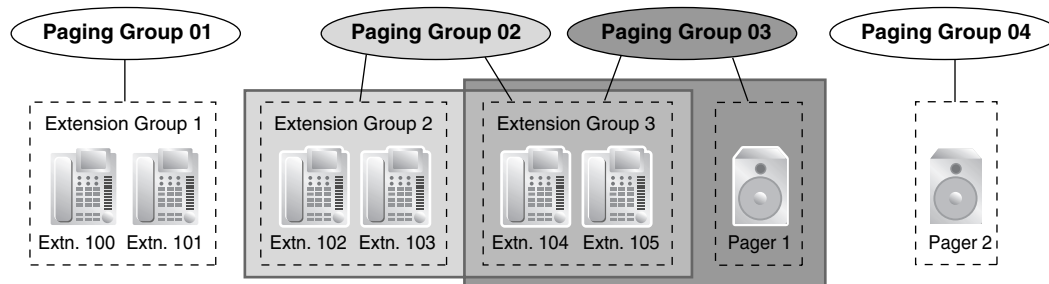 Paging Group 01
Paging Group 02
Paging Group 03
Paging Group 04
Extension Group 1
Extension Group 2
Extension Group 3
Extn. 100
Extn. 101
Extn. 102
Extn. 103
Extn. 104
Extn. 105
Pager 1
Pager 2